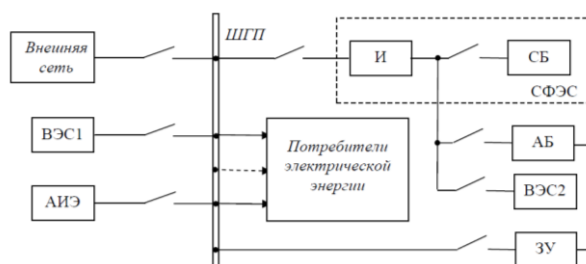 Внешняя
сеть
ШГП
И
СБ
СФЭС
ВЭС1
Потребители
электрической
энергии
АБ
АИЭ
ВЭС2
ЗУ